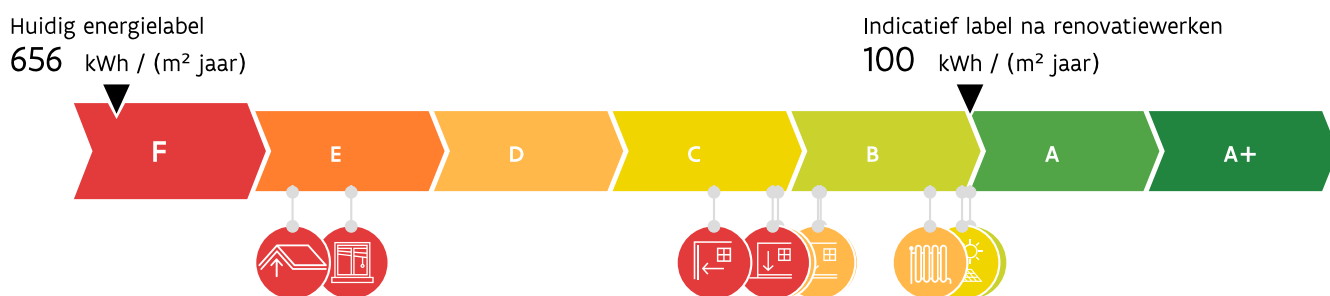 Huidig energielabel
656 kWh / (m² jaar)
Indicatief label na renovatiewerken
100 kWh / (m² jaar)
F E D C B A A+